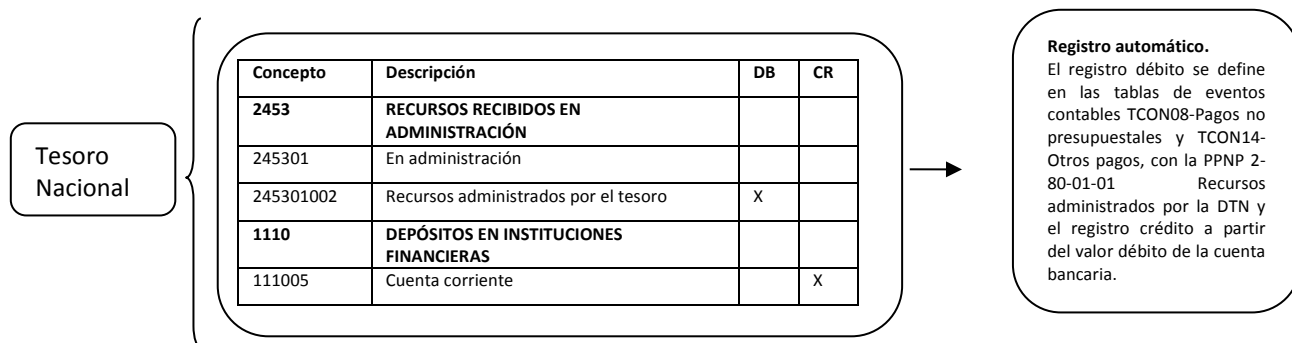 Tesoro
Nacional
Concepto Descripción DB CR
2453 RECURSOS RECIBIDOS EN
ADMINISTRACIÓN
245301 En administración
245301002 Recursos administrados por el tesoro X
1110 DEPÓSITOS EN INSTITUCIONES
FINANCIERAS
111005 Cuenta corriente X
Registro automático.
El registro débito se define
en las tablas de eventos
contables TCON08-Pagos no
presupuestales y TCON14-
Otros pagos, con la PPNP 2-
80-01-01 Recursos
administrados por la DTN y
el registro crédito a partir
del valor débito de la cuenta
bancaria.